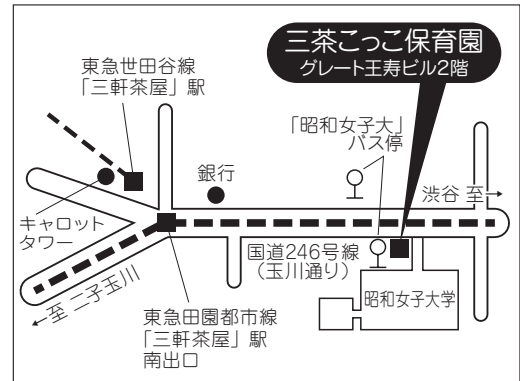 三茶こっこ保育園
グレート王寿ビル2階
東急世田谷線
「三軒茶屋」駅
「昭和女子大」
バス停
銀行
渋谷 至→
キャロット
タワー
国道246号線
(玉川通り)
昭和女子大学
←至 二子玉川
東急田園都市線
「三軒茶屋」駅
南出口